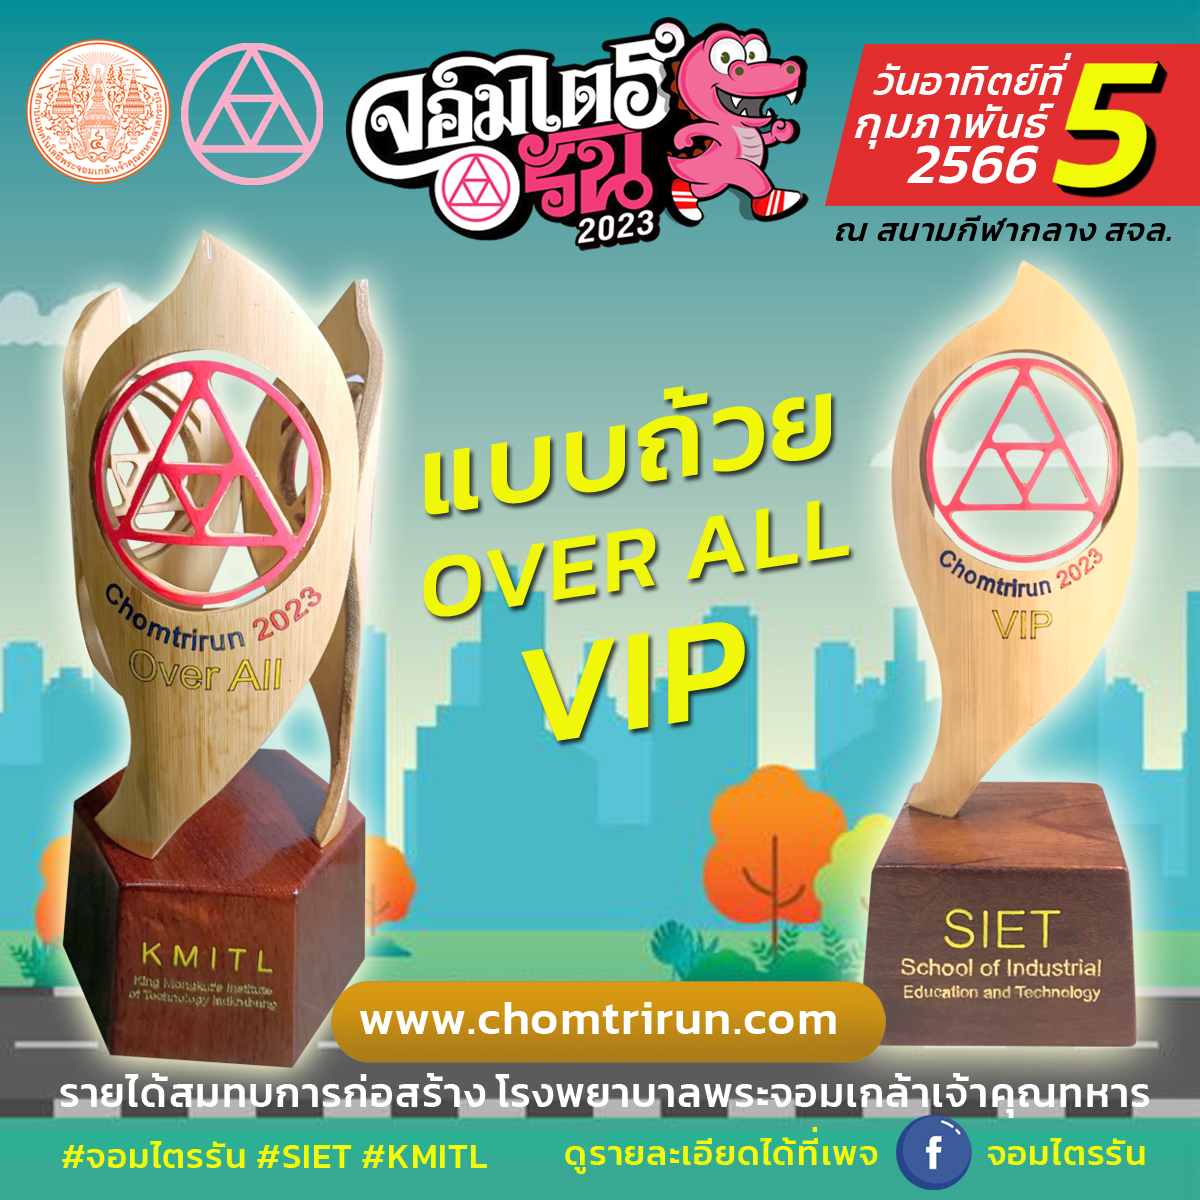 จอมไตร
รัน
2023
วันอาทิตย์ที่
กุมภาพันธ์
2566
5
ณ สนามกีฬากลาง สจล.
แบบถ้วย
OVER ALL
VIP
Chomtrirun 2023
Over All
KMITL
King Mongkut's Institute
of Technology ladkrabang
Chomtrirun 2023
VIP
SIET
School of Industrial
Education and Technology
www.chomtrirun.com
รายได้สมทบการก่อสร้าง โรงพยาบาลพระจอมเกล้าเจ้าคุณทหาร
#จอมไตรรัน #SIET #KMITL
ดูรายละเอียดได้ที่เพจ f จอมไตรรัน